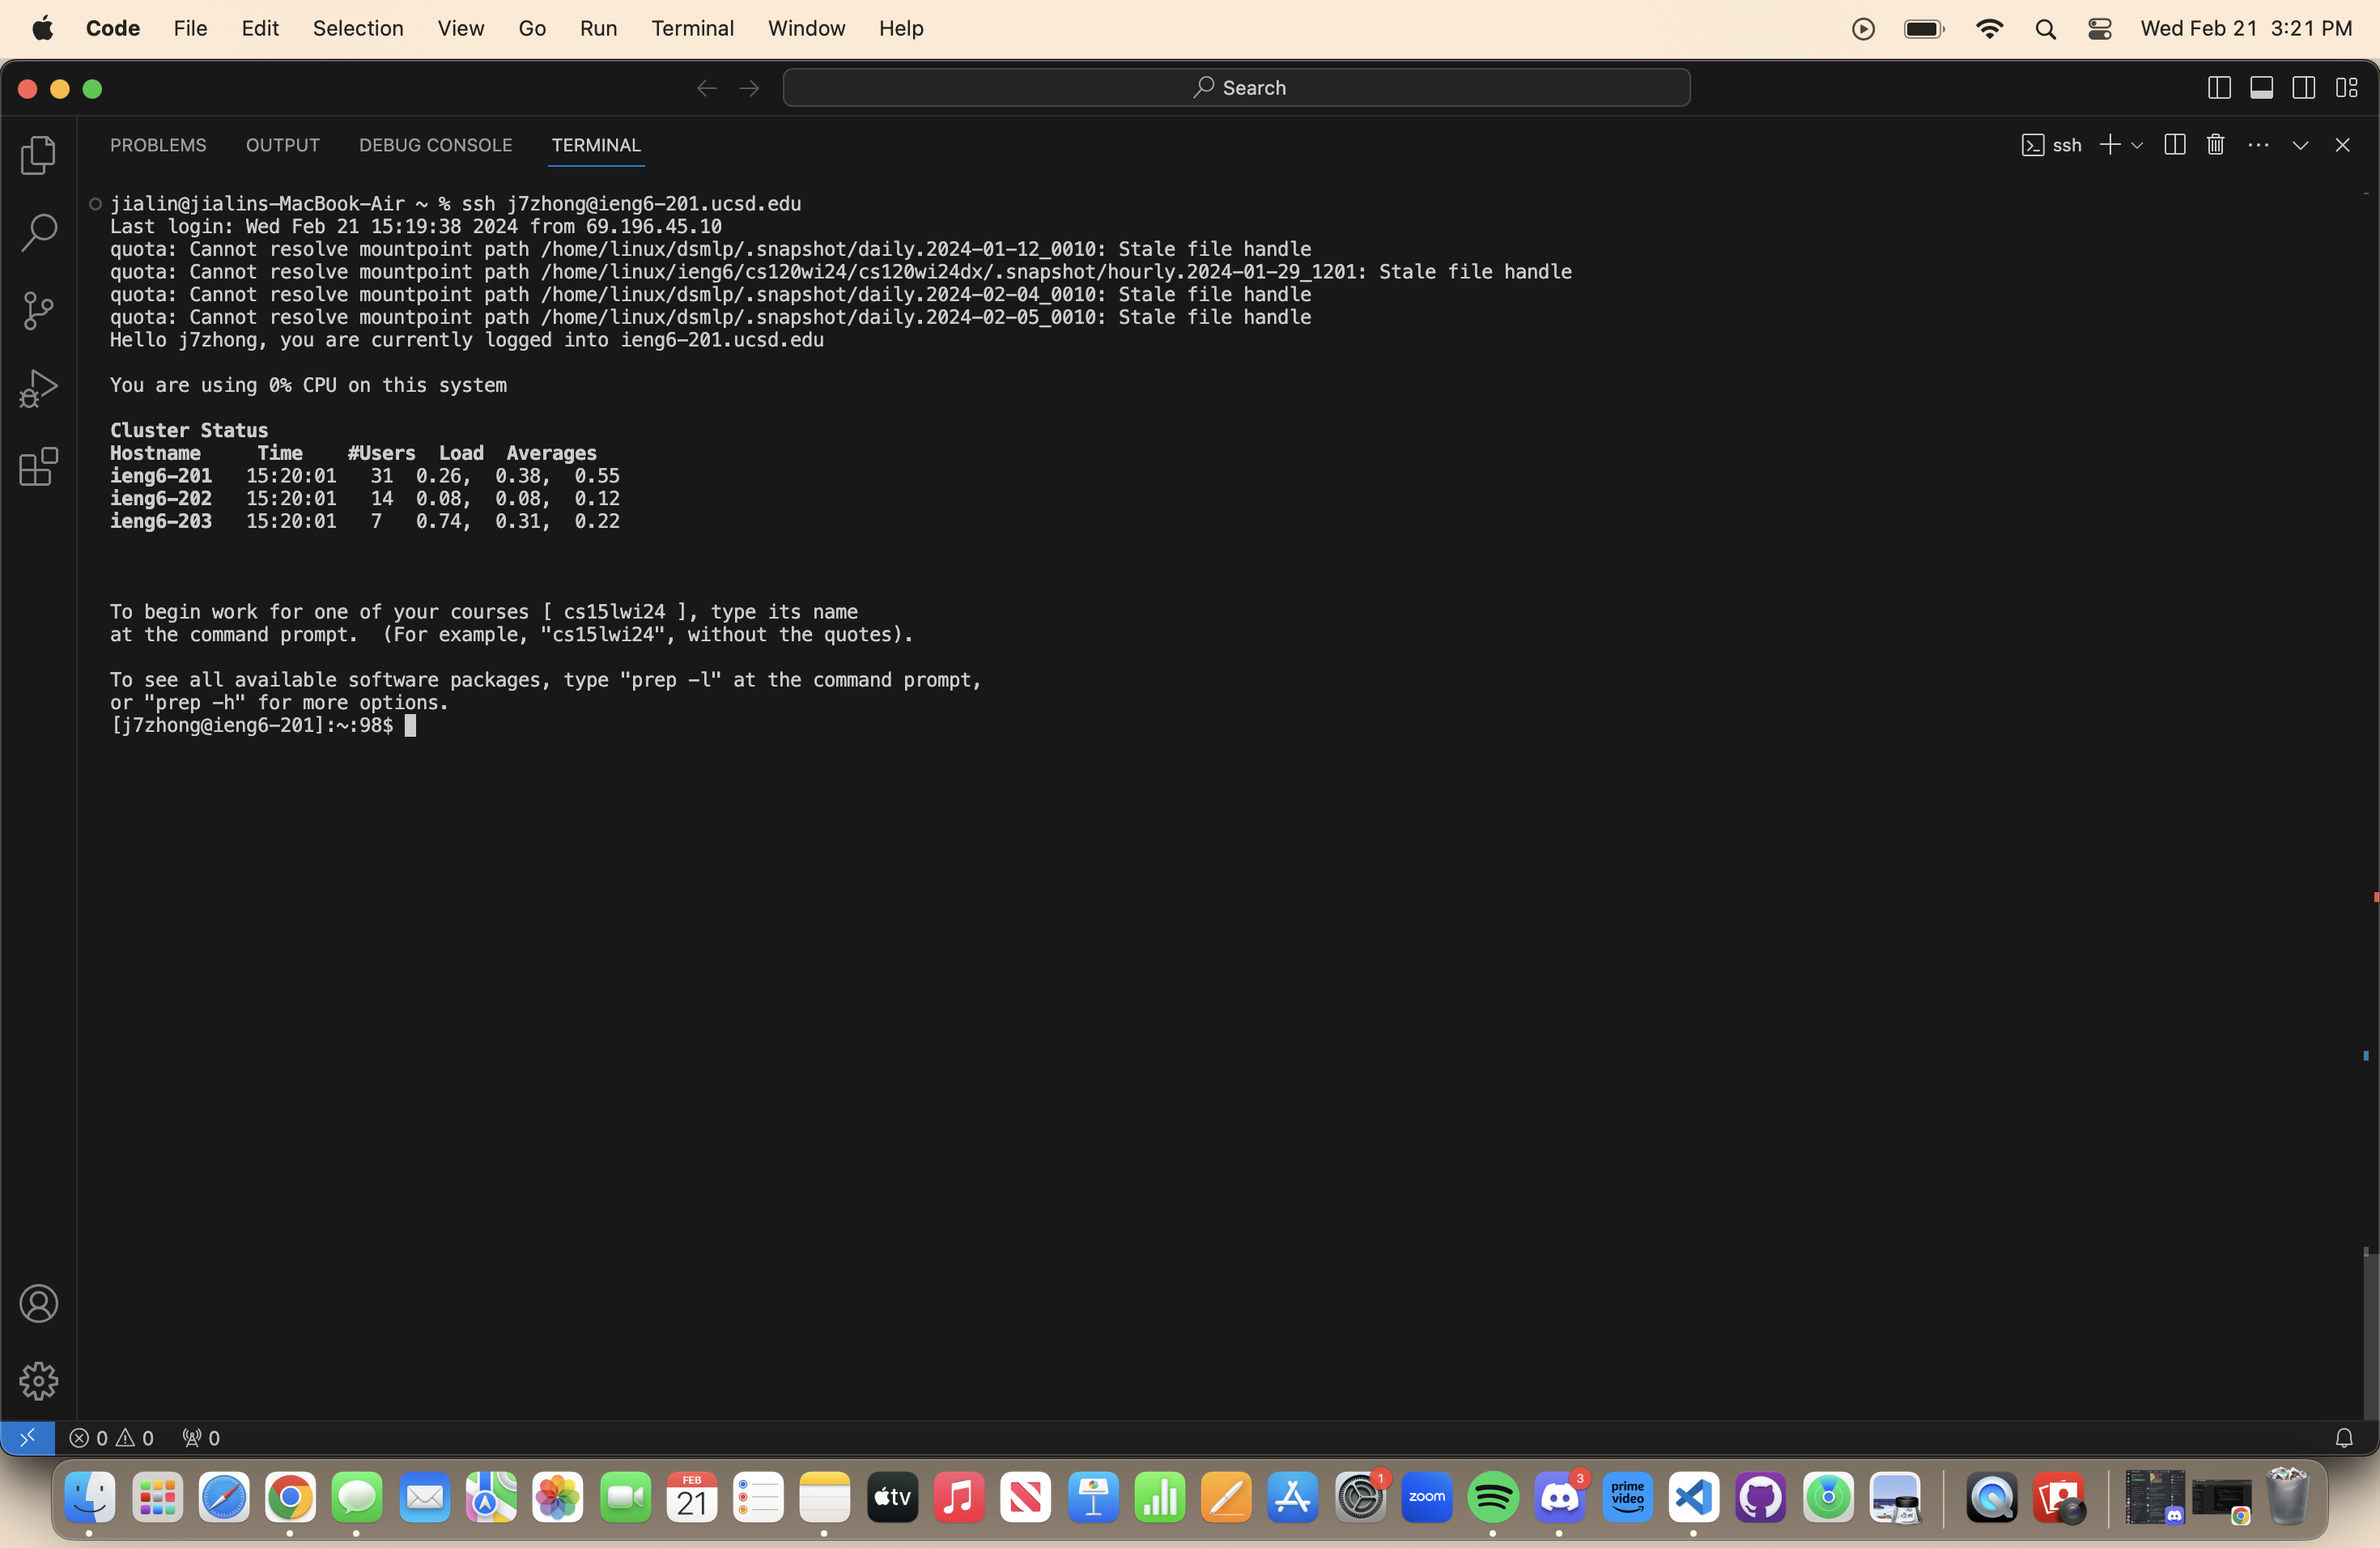 Code File Edit Selection View Go Run Terminal Window Help Wed Feb 21 3:21 PM
Search
PROBLEMS OUTPUT DEBUG CONSOLE TERMINAL ssh
jialin@jialins-MacBook-Air ~ % ssh j7zhong@ieng6-201.ucsd.edu
Last login: Wed Feb 21 15:19:38 2024 from 69.196.45.10
quota: Cannot resolve mountpoint path /home/linux/dsmlp/.snapshot/daily.2024-01-12_0010: Stale file handle
quota: Cannot resolve mountpoint path /home/linux/ieng6/cs120wi24/cs120wi24dx/.snapshot/hourly.2024-01-29_1201: Stale file handle
quota: Cannot resolve mountpoint path /home/linux/dsmlp/.snapshot/daily.2024-02-04_0010: Stale file handle
quota: Cannot resolve mountpoint path /home/linux/dsmlp/.snapshot/daily.2024-02-05_0010: Stale file handle
Hello j7zhong, you are currently logged into ieng6-201.ucsd.edu
You are using 0% CPU on this system
Cluster Status
Hostname Time #Users Load Averages
ieng6-201 15:20:01 31 0.26, 0.38, 0.55
ieng6-202 15:20:01 14 0.08, 0.08, 0.12
ieng6-203 15:20:01 7 0.74, 0.31, 0.22
To begin work for one of your courses [ cs15lwi24 ], type its name
at the command prompt. (For example, "cs15lwi24", without the quotes).
To see all available software packages, type "prep -l" at the command prompt,
or "prep -h" for more options.
[j7zhong@ieng6-201]:~:98$
0 0 0
FEB
21
tv
1
zoom
3
prime
video